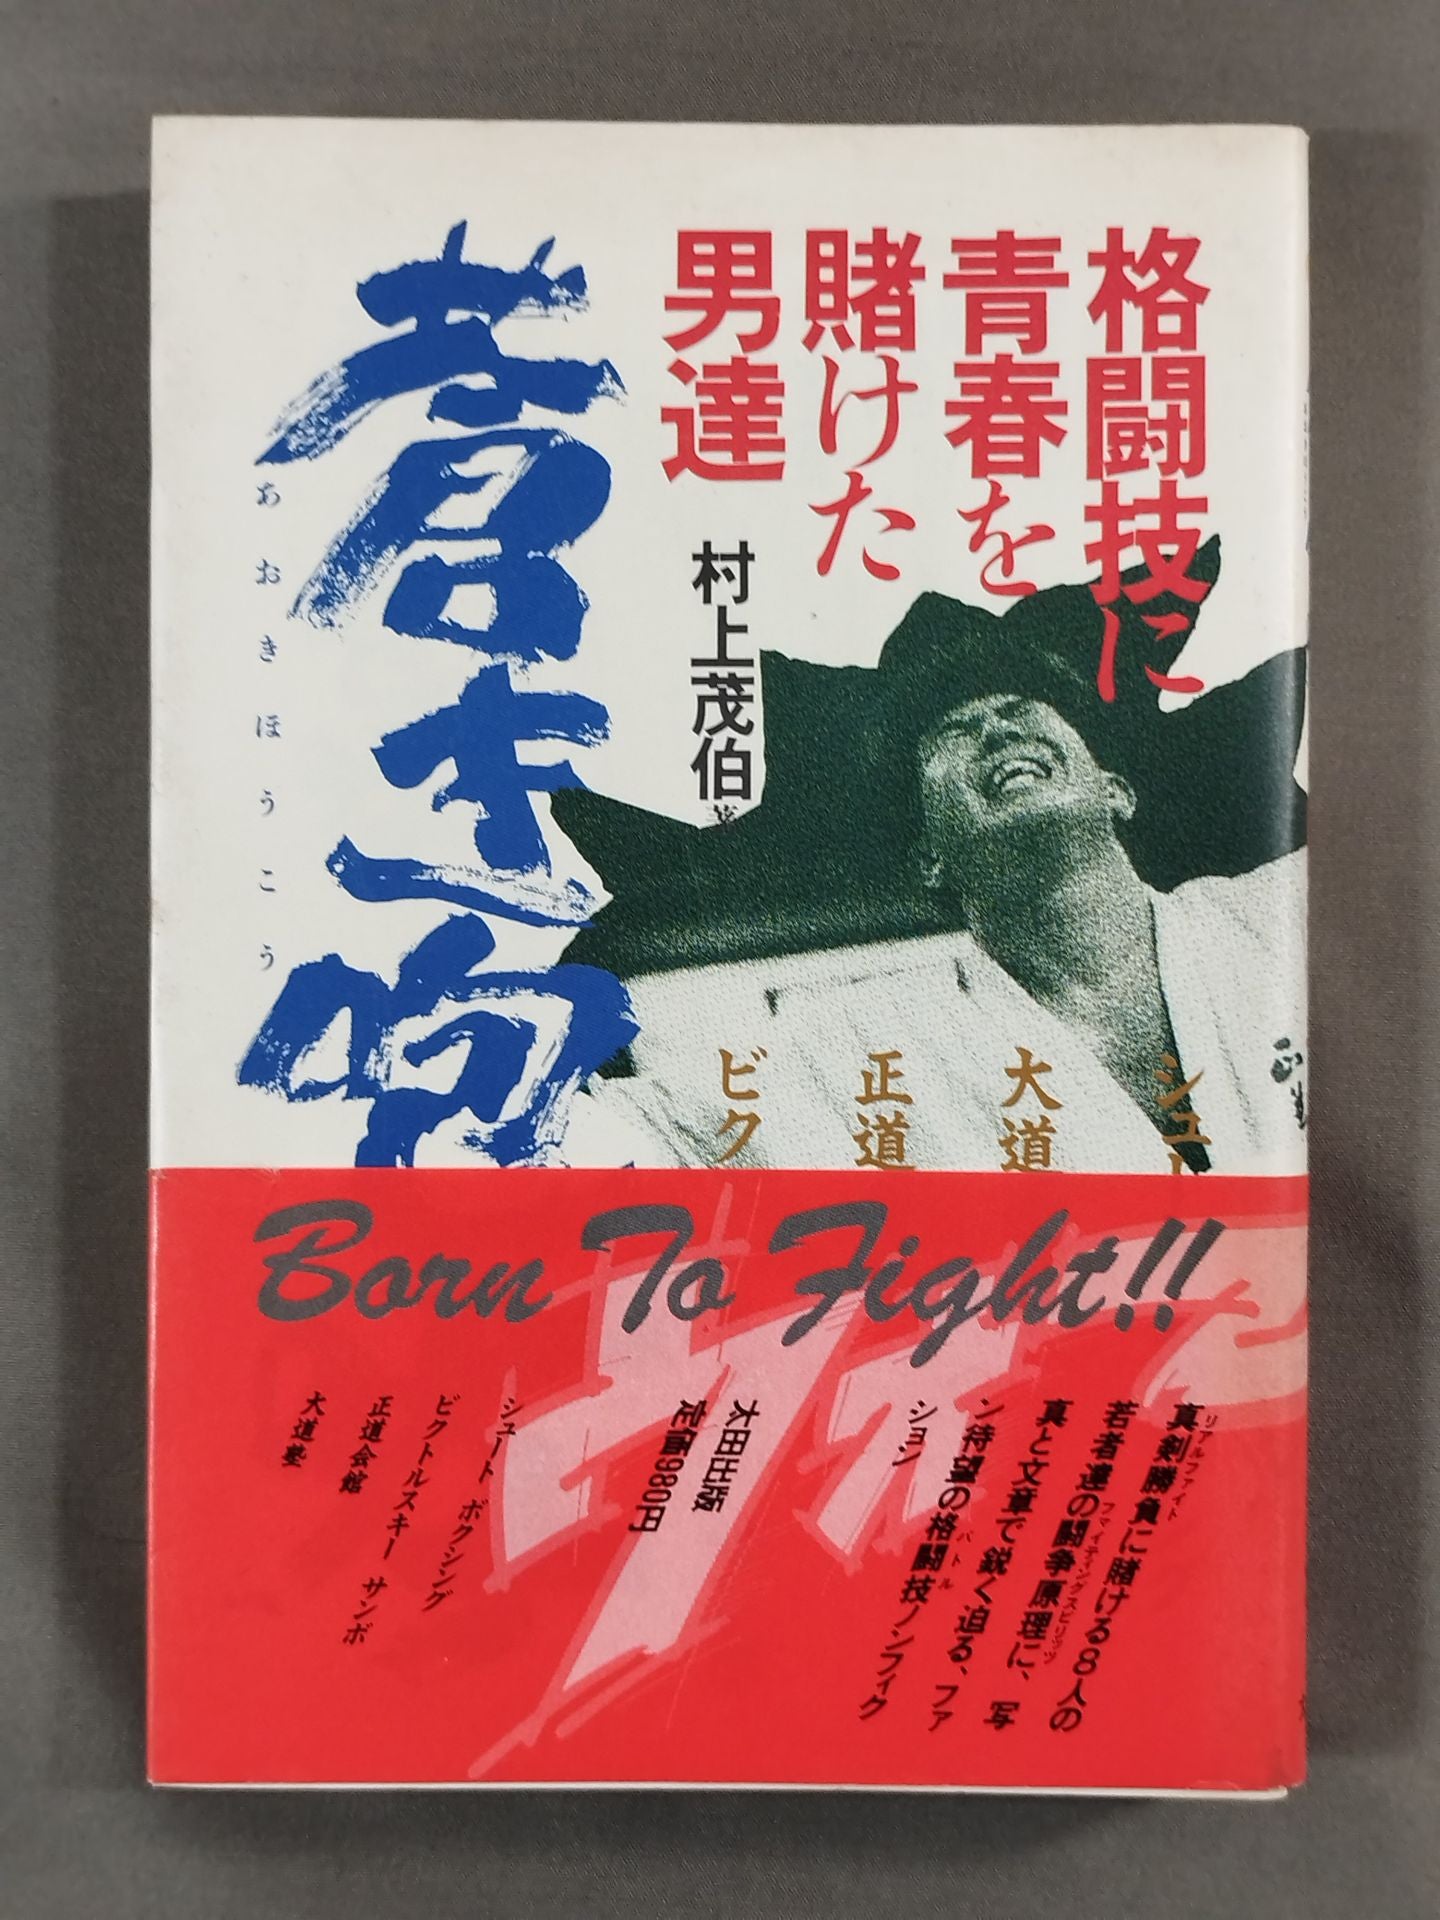 格闘技に
青春を
賭けた
男達
村上茂伯著
蒼き咆
あおきほうこう
シュー
大道
正道
ビク
Born To Fight!!
真剣勝負に賭ける8人の
リアルファイト
若者達の闘争原理に、写
ファイティングスピリッツ
真と文章で鋭く迫る、ファ
ン待望の格闘技ノンフィク
バトル
ション
太田出版
定価980円
シュート ボクシング
ビクトルスキー サンボ
正道会館
大道塾